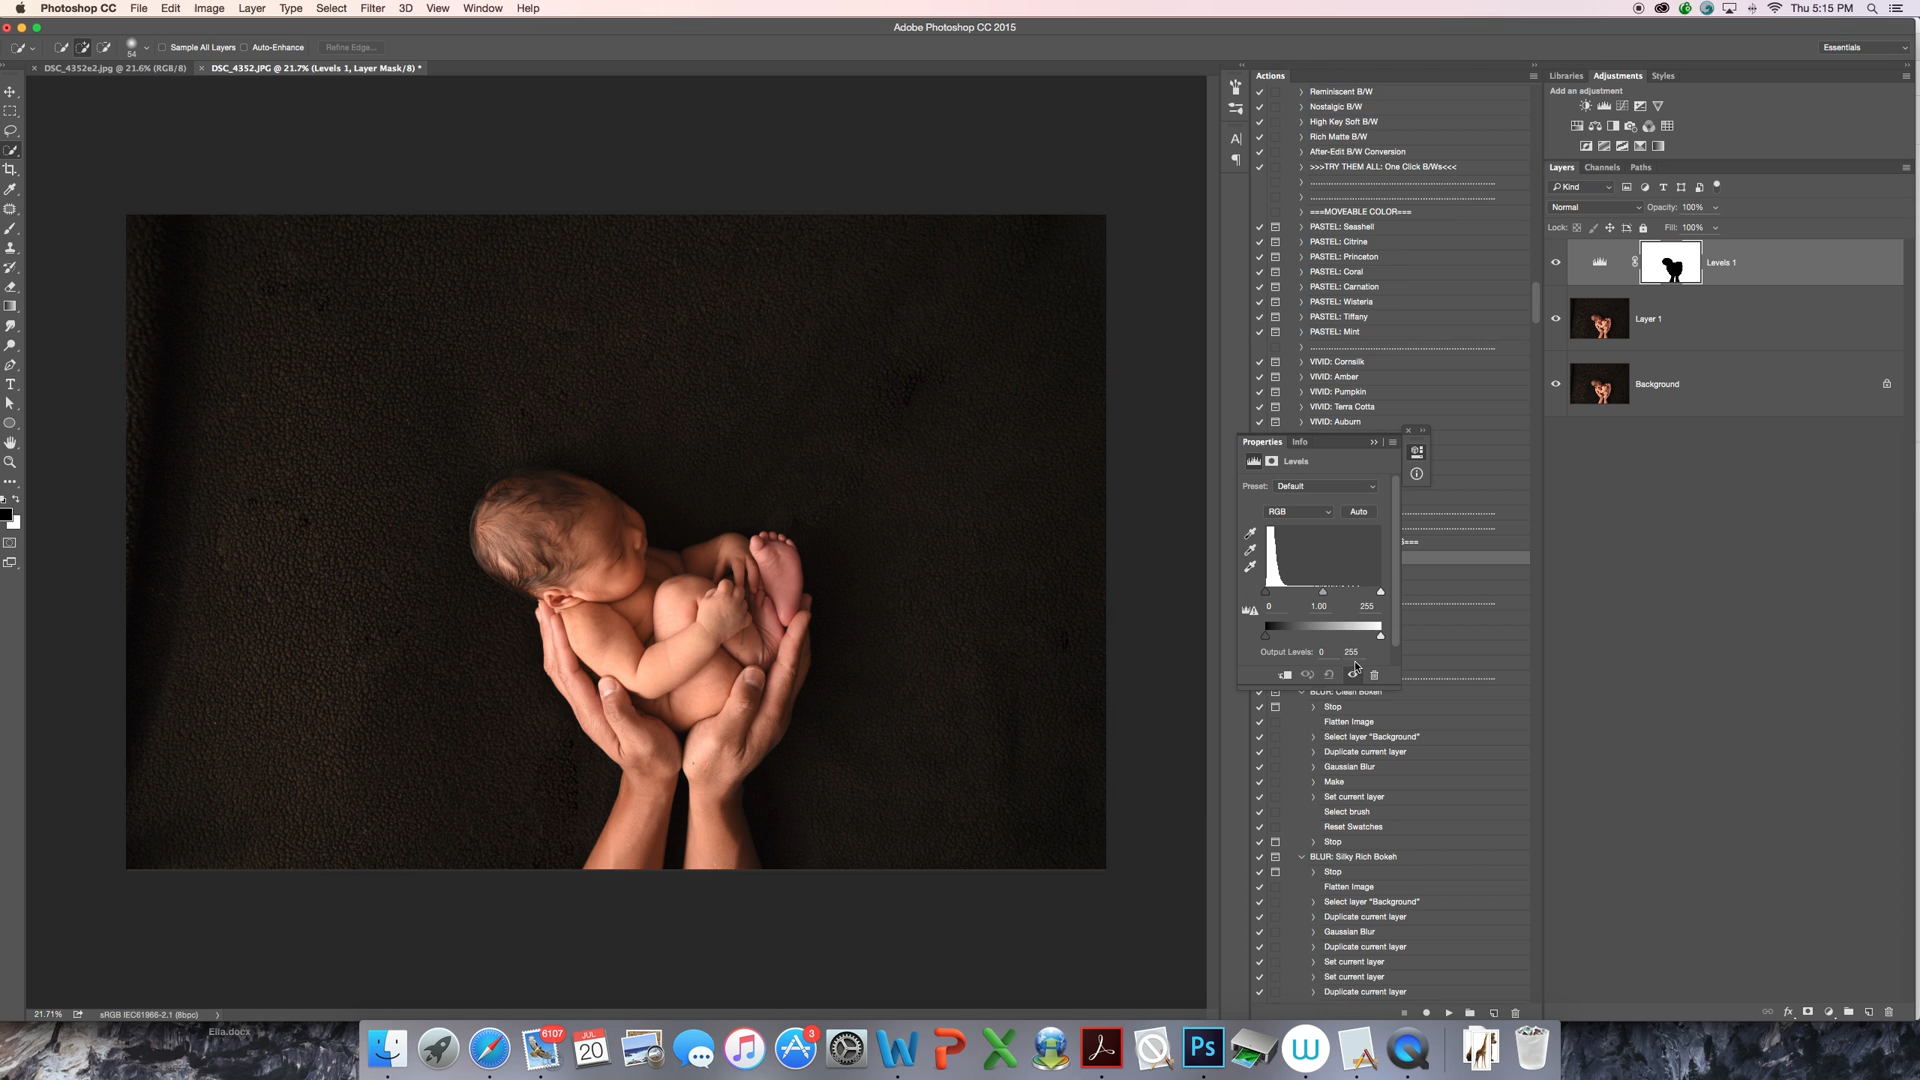 Photoshop CC File Edit Image Layer Type Select Filter 3D View Window Help Thu 5:15 PM
Adobe Photoshop CC 2015
54 Sample All Layers Auto-Enhance Refine Edge... Essentials
DSC_4352e2.jpg @ 21.6% (RGB/8) DSC_4352.JPG @ 21.7% (Levels 1, Layer Mask/8) *
Actions
Reminiscent B/W
Nostalgic B/W
High Key Soft B/W
Rich Matte B/W
After-Edit B/W Conversion
>>>TRY THEM ALL: One Click B/Ws<<<
===MOVEABLE COLOR===
PASTEL: Seashell
PASTEL: Citrine
PASTEL: Princeton
PASTEL: Coral
PASTEL: Carnation
PASTEL: Wisteria
PASTEL: Tiffany
PASTEL: Mint
VIVID: Cornsilk
VIVID: Amber
VIVID: Pumpkin
VIVID: Terra Cotta
VIVID: Auburn
Properties Info
Levels
Preset: Default
RGB Auto
0 1.00 255
Output Levels: 0 255
BLUR: Clean Bokeh
Stop
Flatten Image
Select layer "Background"
Duplicate current layer
Gaussian Blur
Make
Set current layer
Select brush
Reset Swatches
Stop
BLUR: Silky Rich Bokeh
Stop
Flatten Image
Select layer "Background"
Duplicate current layer
Gaussian Blur
Duplicate current layer
Set current layer
Set current layer
Duplicate current layer
Libraries Adjustments Styles
Add an adjustment
Layers Channels Paths
Kind
Normal Opacity: 100%
Lock: Fill: 100%
Levels 1
Layer 1
Background
21.71% sRGB IEC61966-2.1 (8bpc)
Ella.docx
6107
JUL
20
3
Ps